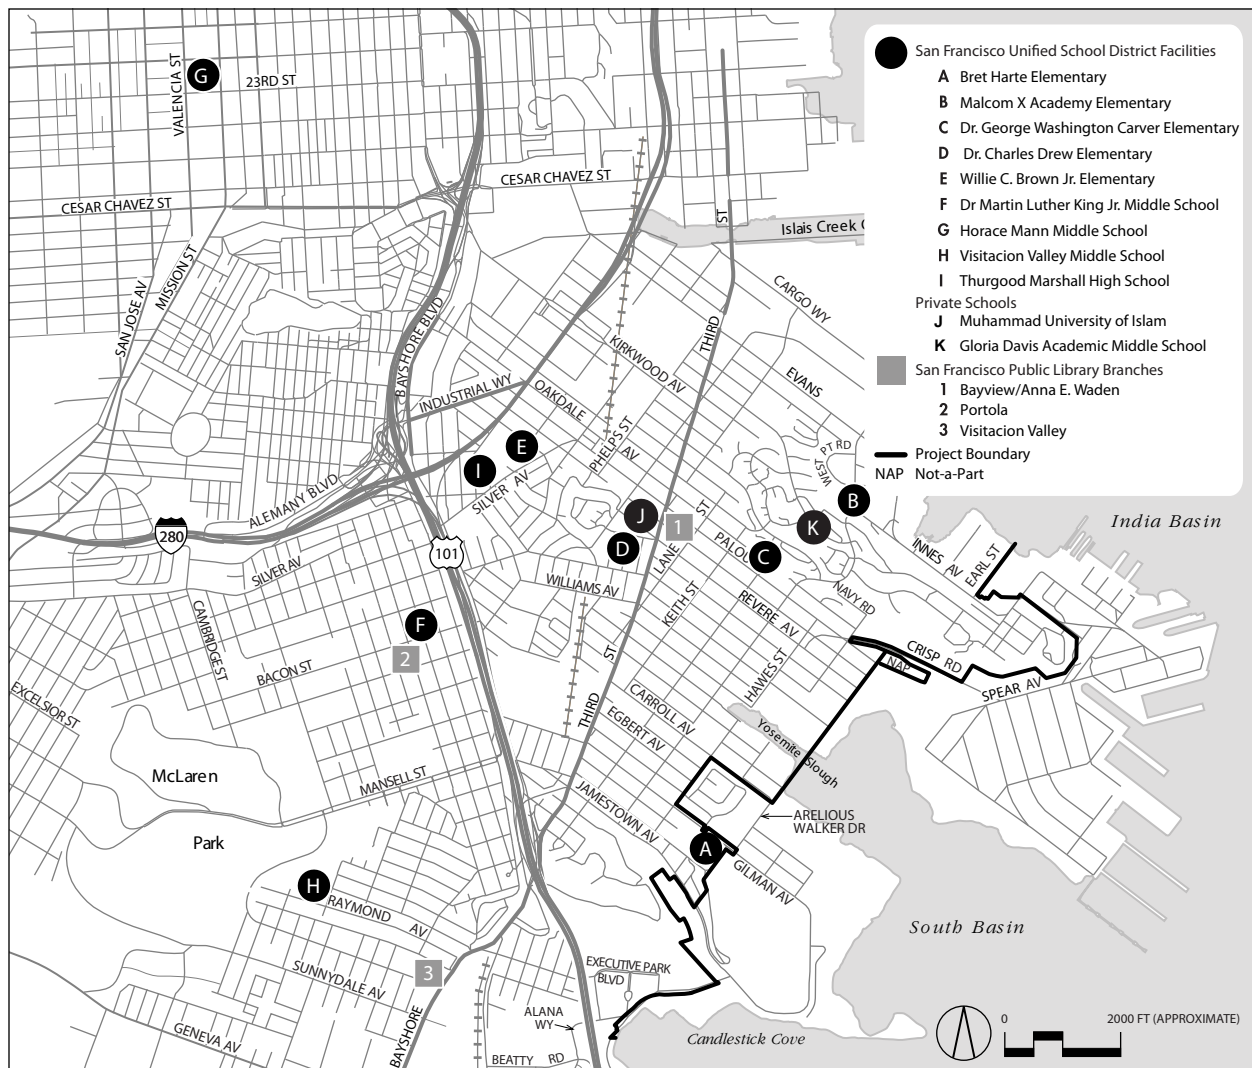 San Francisco Unified School District Facilities
A Bret Harte Elementary
B Malcom X Academy Elementary
C Dr. George Washington Carver Elementary
D Dr. Charles Drew Elementary
E Willie C. Brown Jr. Elementary
F Dr Martin Luther King Jr. Middle School
G Horace Mann Middle School
H Visitacion Valley Middle School
I Thurgood Marshall High School
Private Schools
J Muhammad University of Islam
K Gloria Davis Academic Middle School
San Francisco Public Library Branches
1 Bayview/Anna E. Waden
2 Portola
3 Visitacion Valley
Project Boundary
NAP Not-a-Part
G
VALENCIA ST
23RD ST
CESAR CHAVEZ ST
CESAR CHAVEZ ST
ST
Islais Creek C
MISSION ST
SAN JOSE AV
BAYSHORE BLVD
CARGO WY
THIRD
KIRKWOOD AV
EVANS
INDUSTRIAL WY
OAKDALE
AV
PHELPS ST
WEST
PT RD
E
I
SILVER AV
B
ALEMANY BLVD
280
101
J
1
K
D
LANE
ST
PALOU
C
India Basin
INNES AV
EARL ST
SILVER AV
WILLIAMS AV
KEITH ST
REVERE AV
NAVY RD
CAMBRIDGE ST
F
2
BACON ST
ST
HAWES ST
CRISP RD
NAP
SPEAR AV
EXCELSIOR ST
THIRD
CARROLL AV
EGBERT AV
Yosemite Slough
McLaren
Park
MANSELL ST
JAMESTOWN AV
ARELIOUS
WALKER DR
A
GILMAN AV
H
RAYMOND
AV
South Basin
3
SUNNYDALE AV
EXECUTIVE PARK
BLVD
GENEVA AV
BAYSHORE
ALANA
WY
BEATTY RD
Candlestick Cove
0 2000 FT (APPROXIMATE)